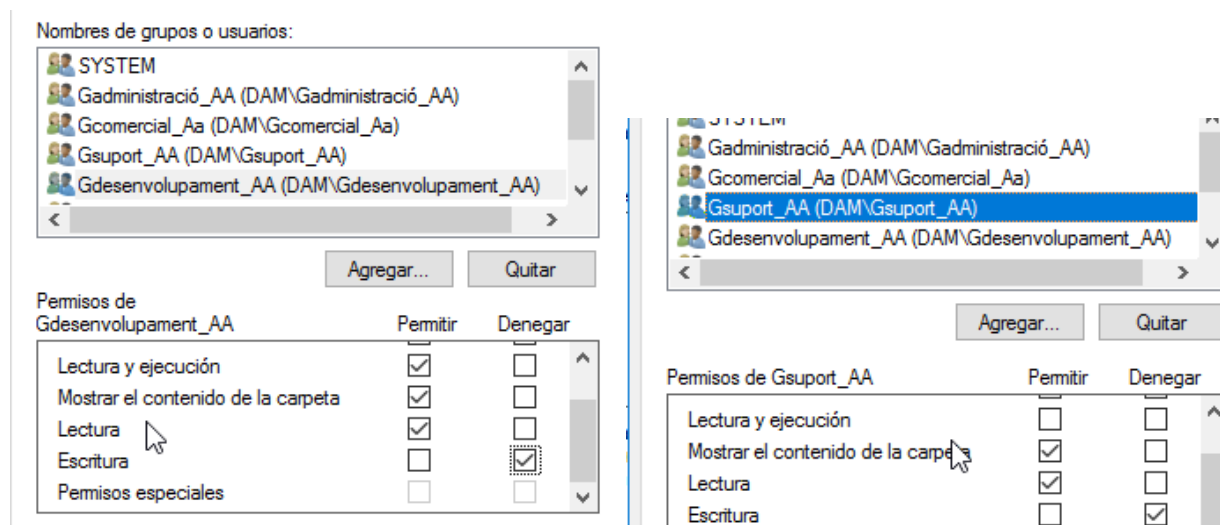 Nombres de grupos o usuarios:
SYSTEM
Gadministració_AA (DAM\Gadministració_AA)
Gcomercial_Aa (DAM\Gcomercial_Aa)
Gsuport_AA (DAM\Gsuport_AA)
Gdesenvolupament_AA (DAM\Gdesenvolupament_AA)
Agregar...
Quitar
Permisos de
Gdesenvolupament_AA
Permitir
Denegar
Lectura y ejecución
Mostrar el contenido de la carpeta
Lectura
Escritura
Permisos especiales
SYSTEM
Gadministració_AA (DAM\Gadministració_AA)
Gcomercial_Aa (DAM\Gcomercial_Aa)
Gsuport_AA (DAM\Gsuport_AA)
Gdesenvolupament_AA (DAM\Gdesenvolupament_AA)
Agregar...
Quitar
Permisos de Gsuport_AA
Permitir
Denegar
Lectura y ejecución
Mostrar el contenido de la carpeta
Lectura
Escritura